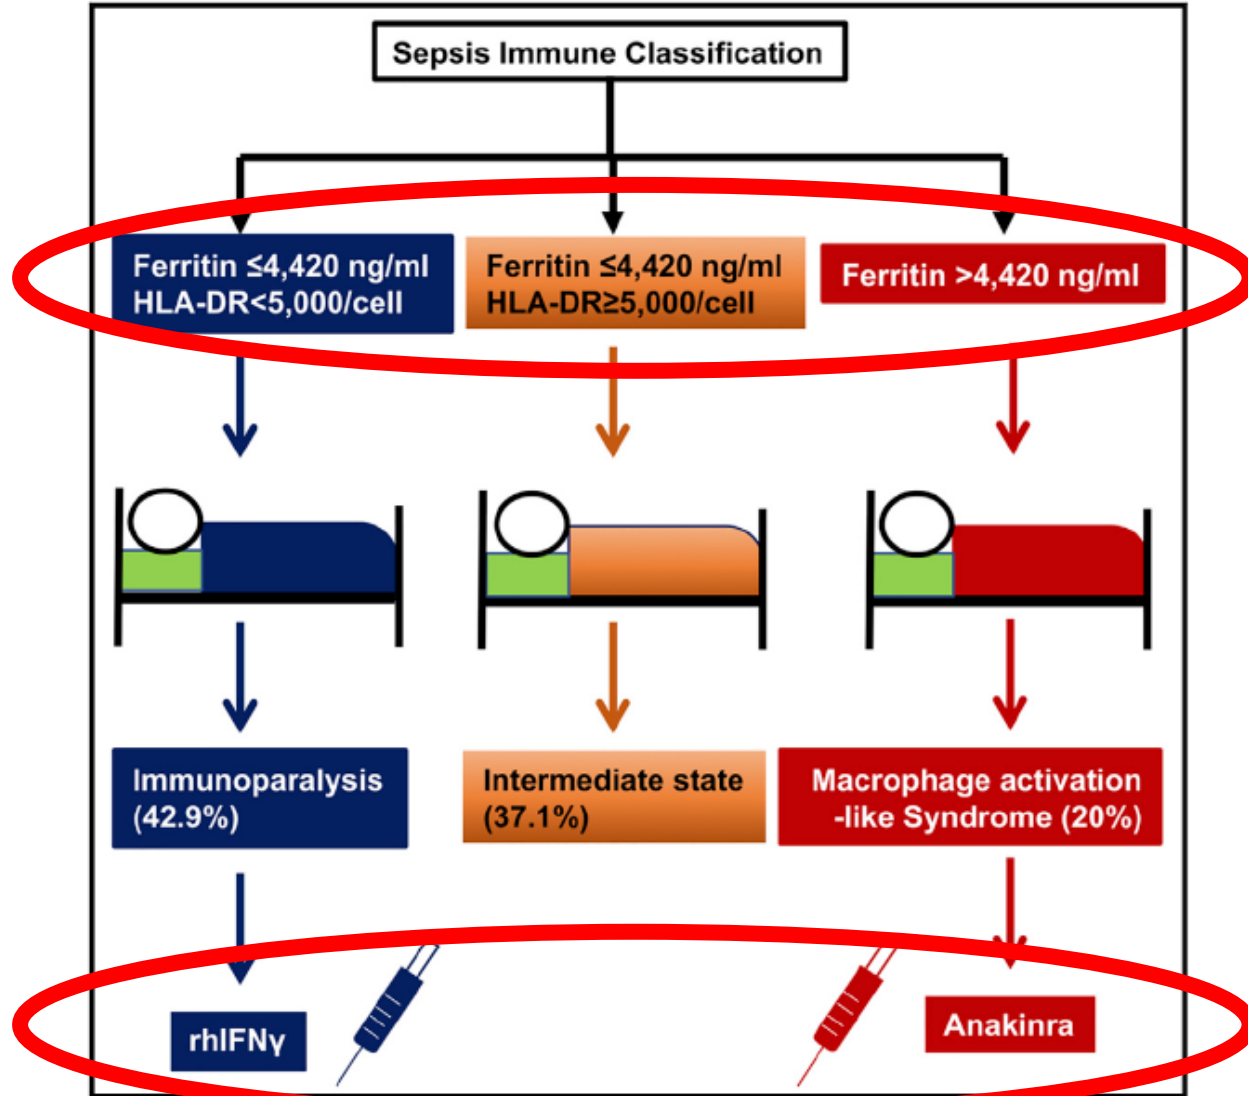 Sepsis Immune Classification
Ferritin ≤4,420 ng/ml
HLA-DR<5,000/cell
Ferritin ≤4,420 ng/ml
HLA-DR≥5,000/cell
Ferritin >4,420 ng/ml
Immunoparalysis
(42.9%)
Intermediate state
(37.1%)
Macrophage activation
-like Syndrome (20%)
rhIFNγ
Anakinra